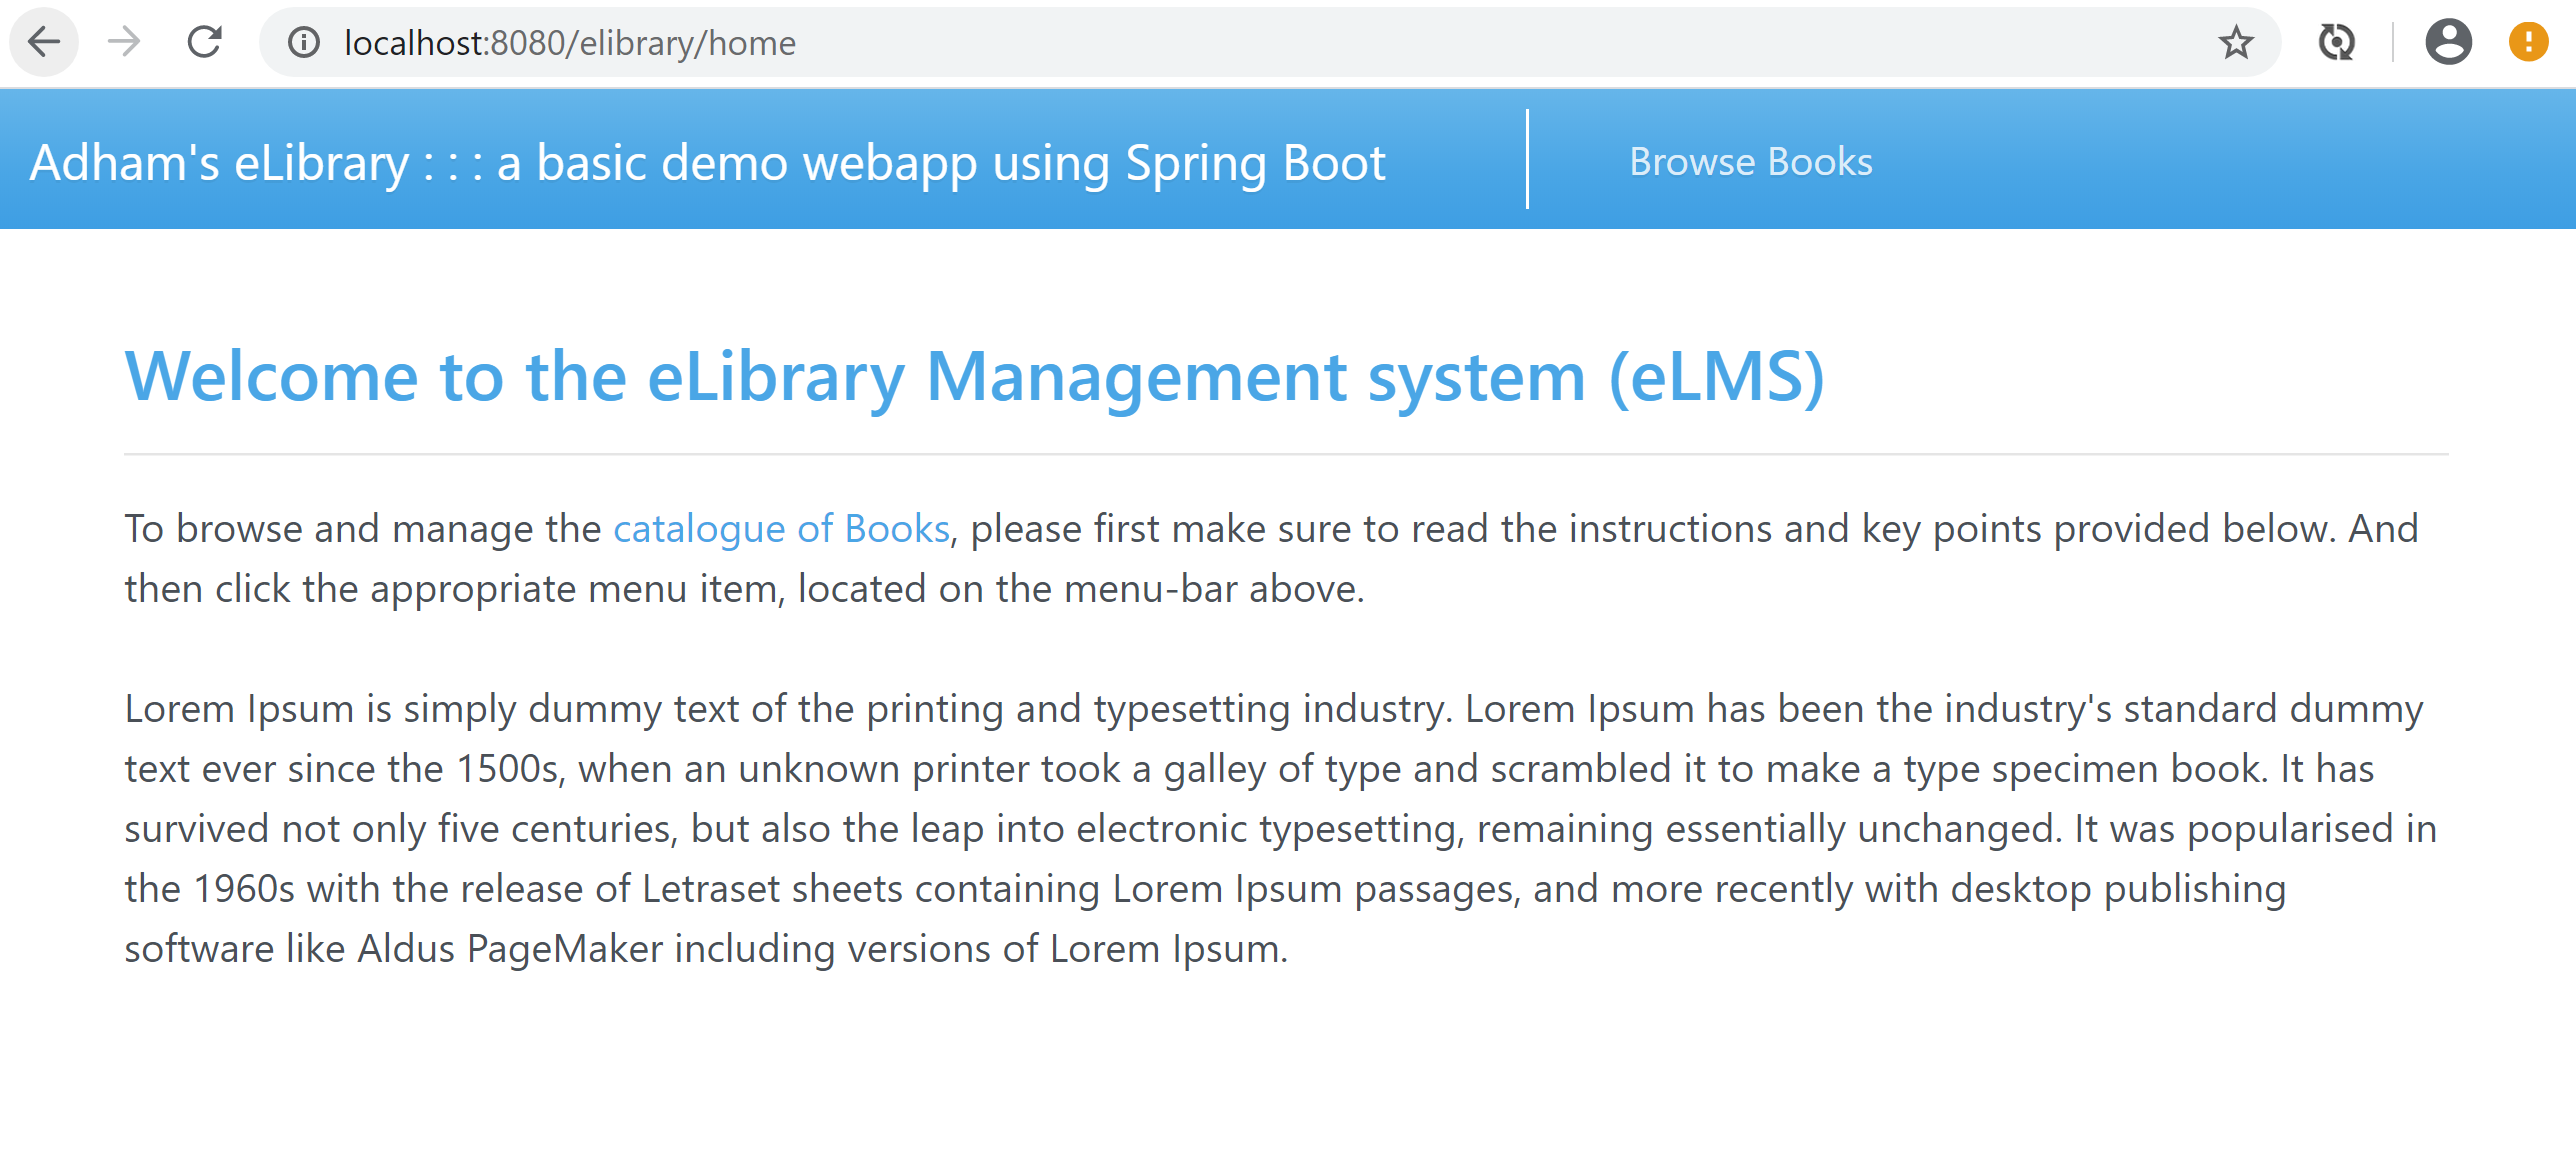 localhost:8080/elibrary/home
Adham's eLibrary : : : a basic demo webapp using Spring Boot
Browse Books
Welcome to the eLibrary Management system (eLMS)
To browse and manage the catalogue of Books, please first make sure to read the instructions and key points provided below. And
then click the appropriate menu item, located on the menu-bar above.
Lorem Ipsum is simply dummy text of the printing and typesetting industry. Lorem Ipsum has been the industry's standard dummy
text ever since the 1500s, when an unknown printer took a galley of type and scrambled it to make a type specimen book. It has
survived not only five centuries, but also the leap into electronic typesetting, remaining essentially unchanged. It was popularised in
the 1960s with the release of Letraset sheets containing Lorem Ipsum passages, and more recently with desktop publishing
software like Aldus PageMaker including versions of Lorem Ipsum.